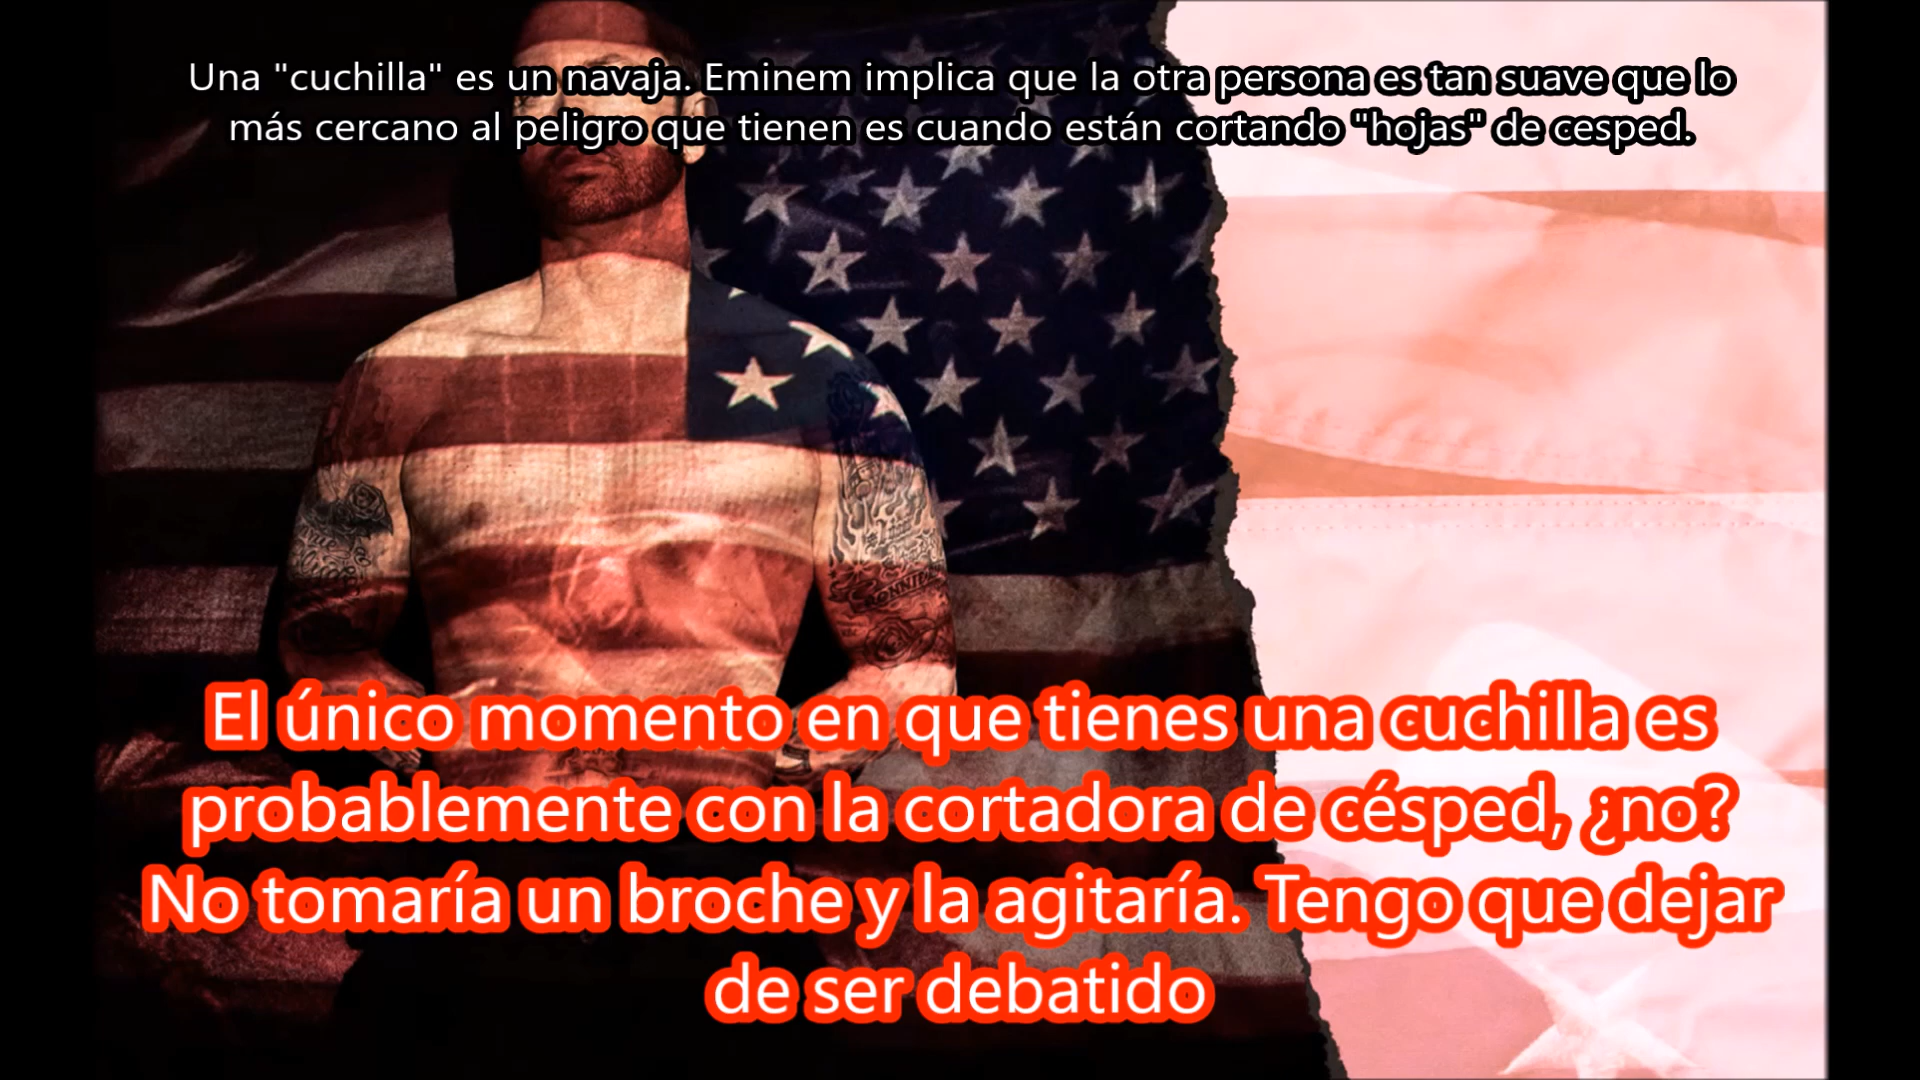 Una "cuchilla" es un navaja. Eminem implica que la otra persona es tan suave que lo
más cercano al peligro que tienen es cuando están cortando "hojas" de cesped.
El único momento en que tienes una cuchilla es
probablemente con la cortadora de césped, ¿no?
No tomaría un broche y la agitaría. Tengo que dejar
de ser debatido